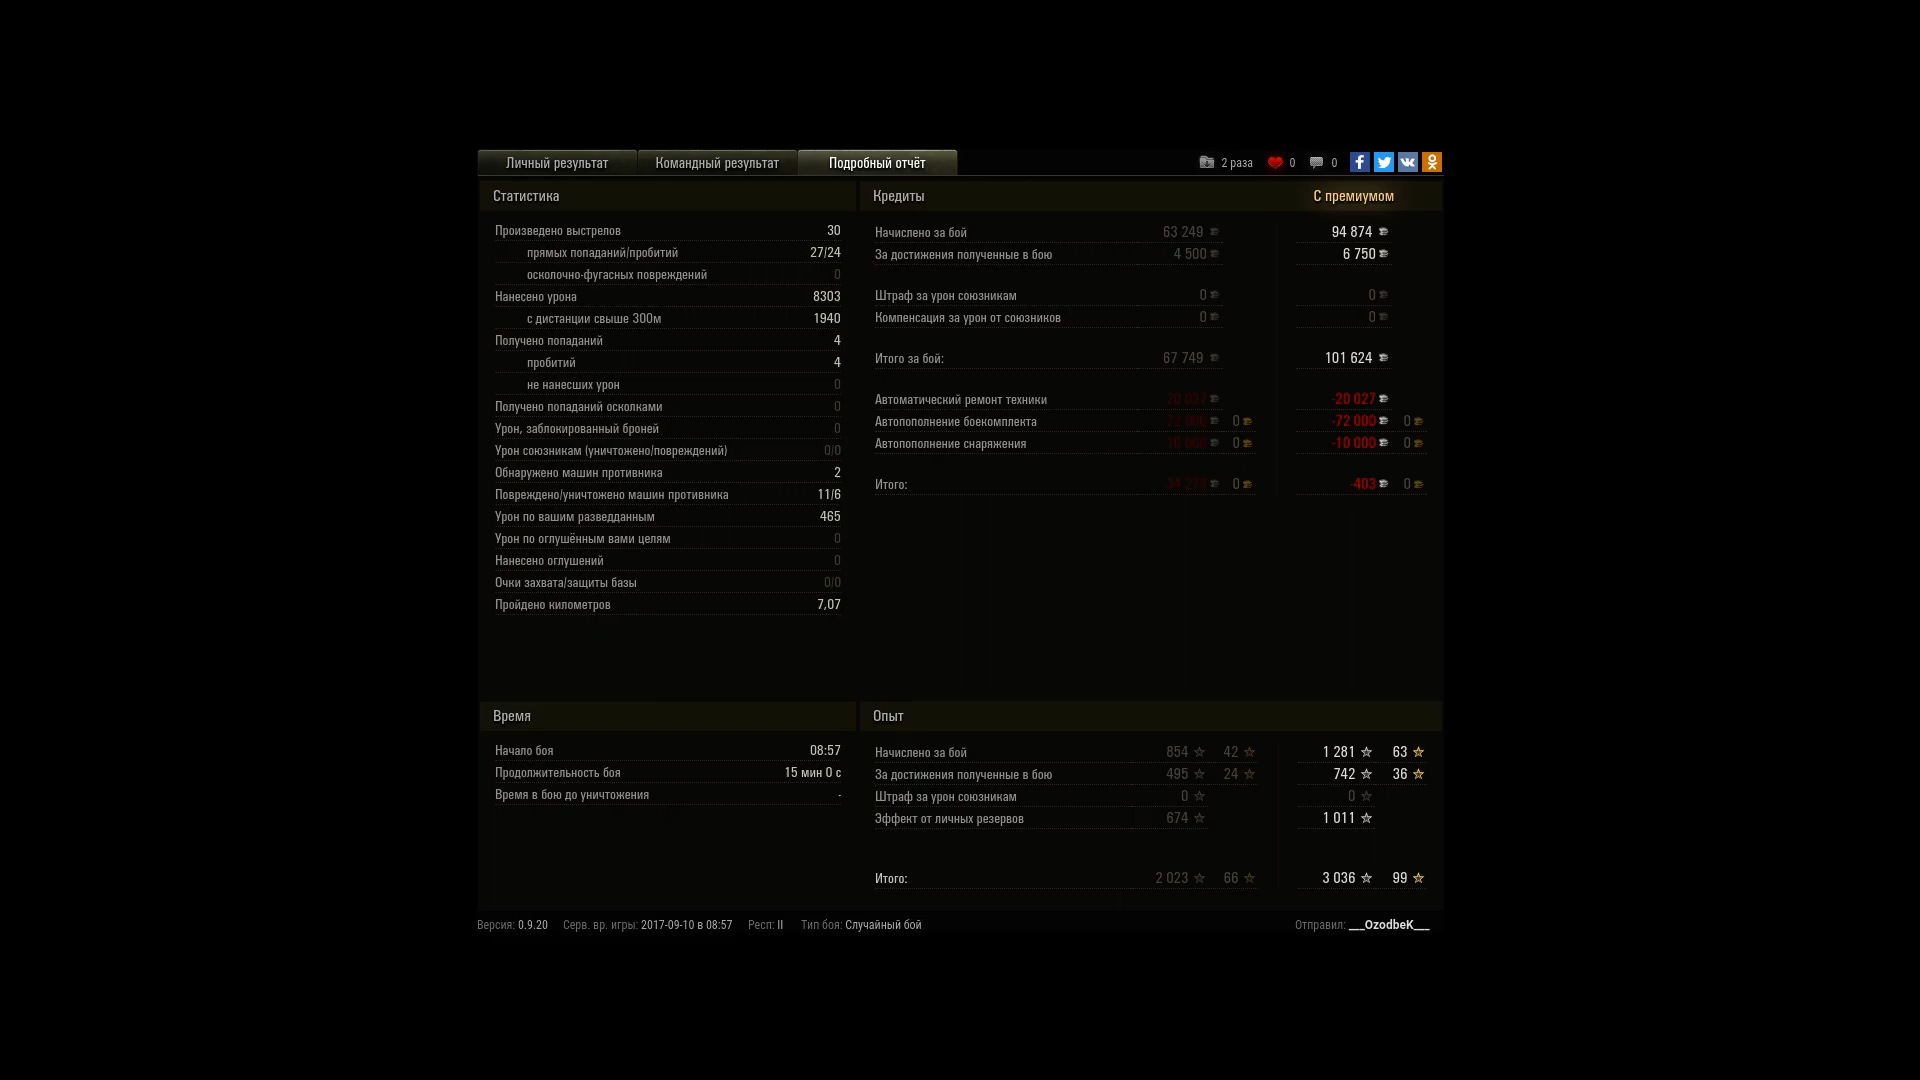 Личный результат Командный результат Подробный отчёт 2 раза 0 0
Статистика
Произведено выстрелов 30
прямых попаданий/пробитий 27/24
осколочно-фугасных повреждений 0
Нанесено урона 8303
с дистанции свыше 300м 1940
Получено попаданий 4
пробитий 4
не нанесших урон 0
Получено попаданий осколками 0
Урон, заблокированный броней 0
Урон союзникам (уничтожено/повреждений) 0/0
Обнаружено машин противника 2
Повреждено/уничтожено машин противника 11/6
Урон по вашим разведданным 465
Урон по оглушённым вами целям 0
Нанесено оглушений 0
Очки захвата/защиты базы 0/0
Пройдено километров 7,07
Кредиты С премиумом
Начислено за бой 63 249 94 874
За достижения полученные в бою 4 500 6 750
Штраф за урон союзникам 0 0
Компенсация за урон от союзников 0 0
Итого за бой: 67 749 101 624
Автоматический ремонт техники -20 027
Автопополнение боекомплекта 0 -72 000 0
Автопополнение снаряжения 0 -10 000 0
Итого: 0 -403 0
Время
Начало боя 08:57
Продолжительность боя 15 мин 0 с
Время в бою до уничтожения -
Опыт
Начислено за бой 854 42 1 281 63
За достижения полученные в бою 495 24 742 36
Штраф за урон союзникам 0 0
Эффект от личных резервов 674 1 011
Итого: 2 023 66 3 036 99
Версия: 0.9.20 Серв. вр. игры: 2017-09-10 в 08:57 Респ: II Тип боя: Случайный бой Отправил: ___OzodbeK___